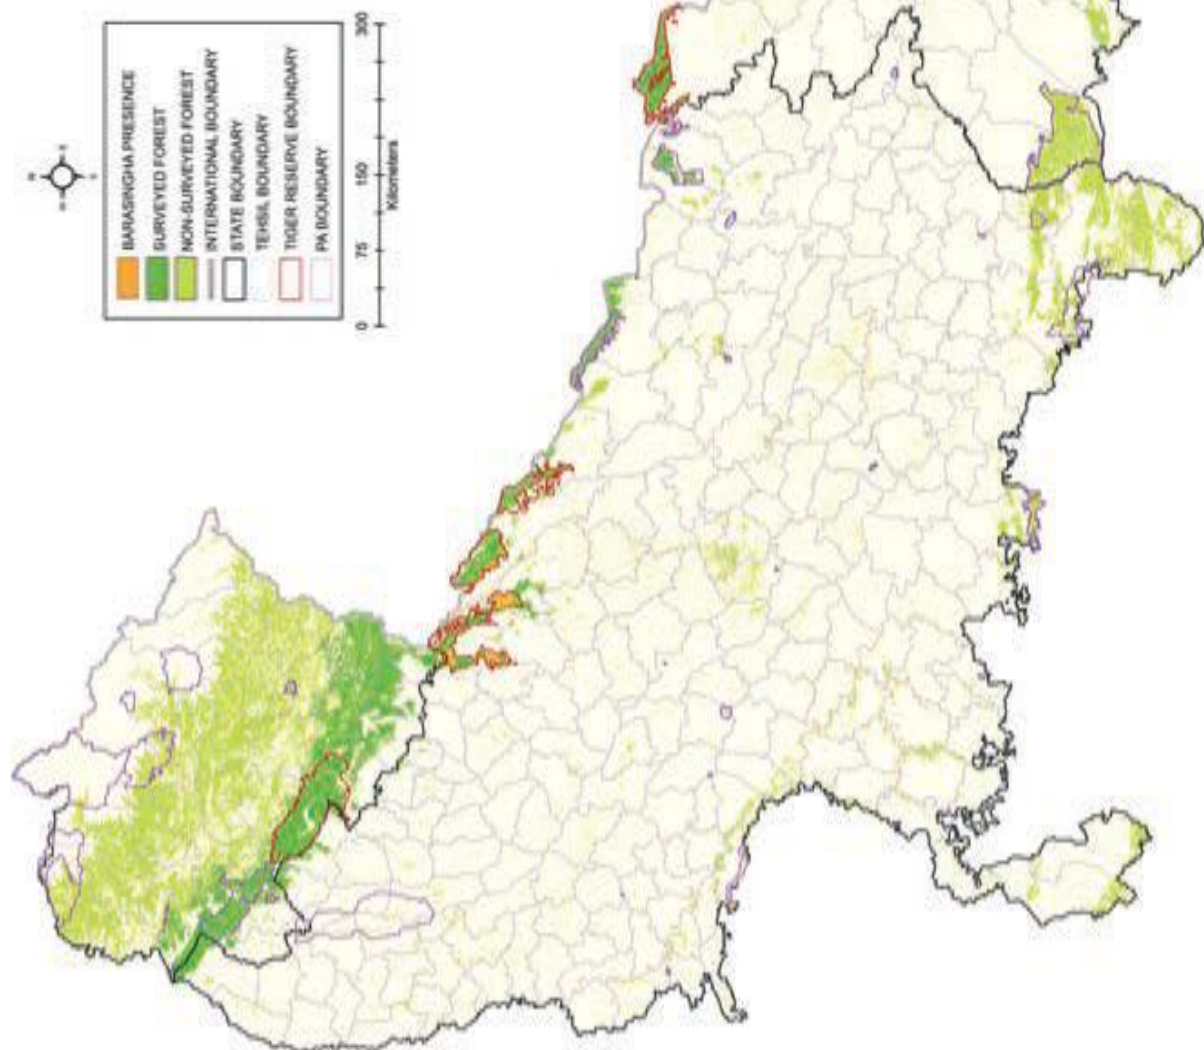 N
E
S
BARASINGHA PRESENCE
SURVEYED FOREST
NON-SURVEYED FOREST
INTERNATIONAL BOUNDARY
STATE BOUNDARY
TEHSIL BOUNDARY
TIGER RESERVE BOUNDARY
PA BOUNDARY
0 75 150 300
Kilometers